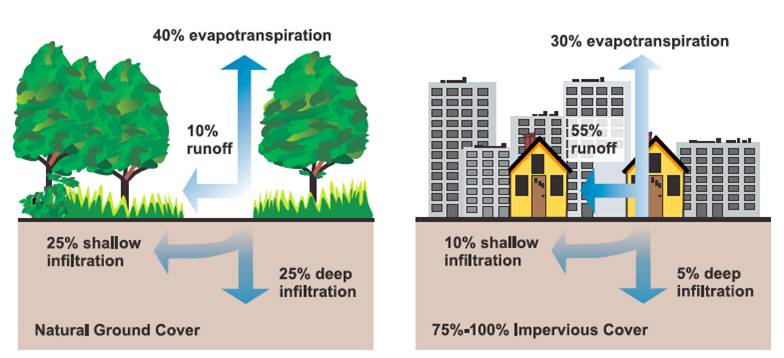 40% evapotranspiration
10%
runoff
25% shallow
infiltration
25% deep
infiltration
Natural Ground Cover
30% evapotranspiration
55%
runoff
10% shallow
infiltration
5% deep
infiltration
75%-100% Impervious Cover